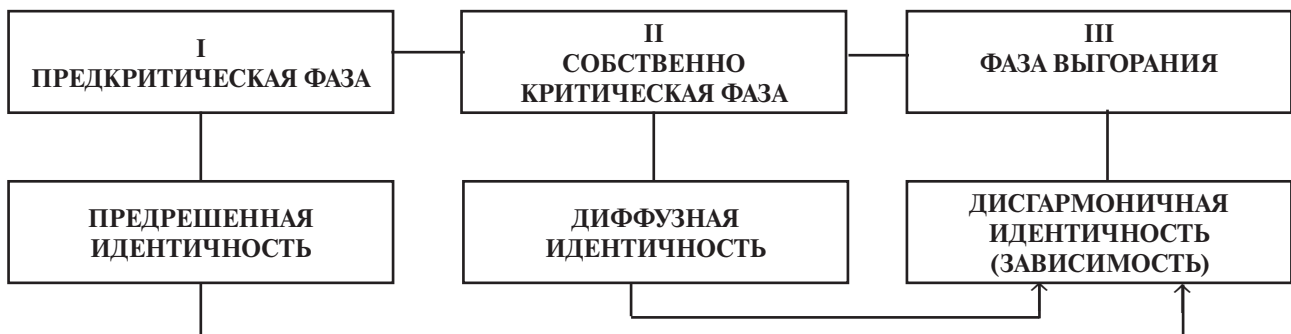 I
ПРЕДКРИТИЧЕСКАЯ ФАЗА
II
СОБСТВЕННО
КРИТИЧЕСКАЯ ФАЗА
III
ФАЗА ВЫГОРАНИЯ
ПРЕДРЕШЕННАЯ
ИДЕНТИЧНОСТЬ
ДИФФУЗНАЯ
ИДЕНТИЧНОСТЬ
ДИСГАРМОНИЧНАЯ
ИДЕНТИЧНОСТЬ
(ЗАВИСИМОСТЬ)